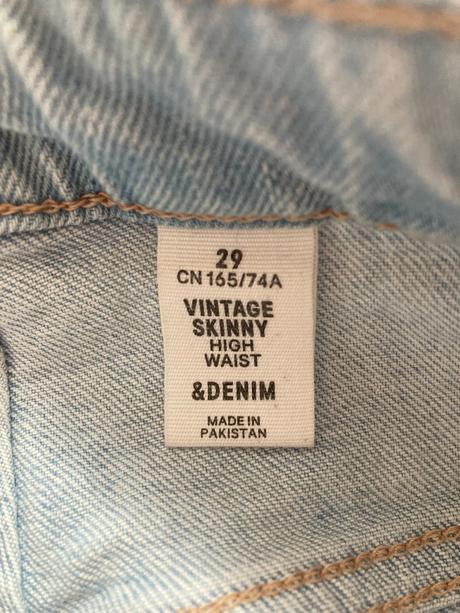 29
CN 165/74A
VINTAGE
SKINNY
HIGH
WAIST
&DENIM
MADE IN
PAKISTAN